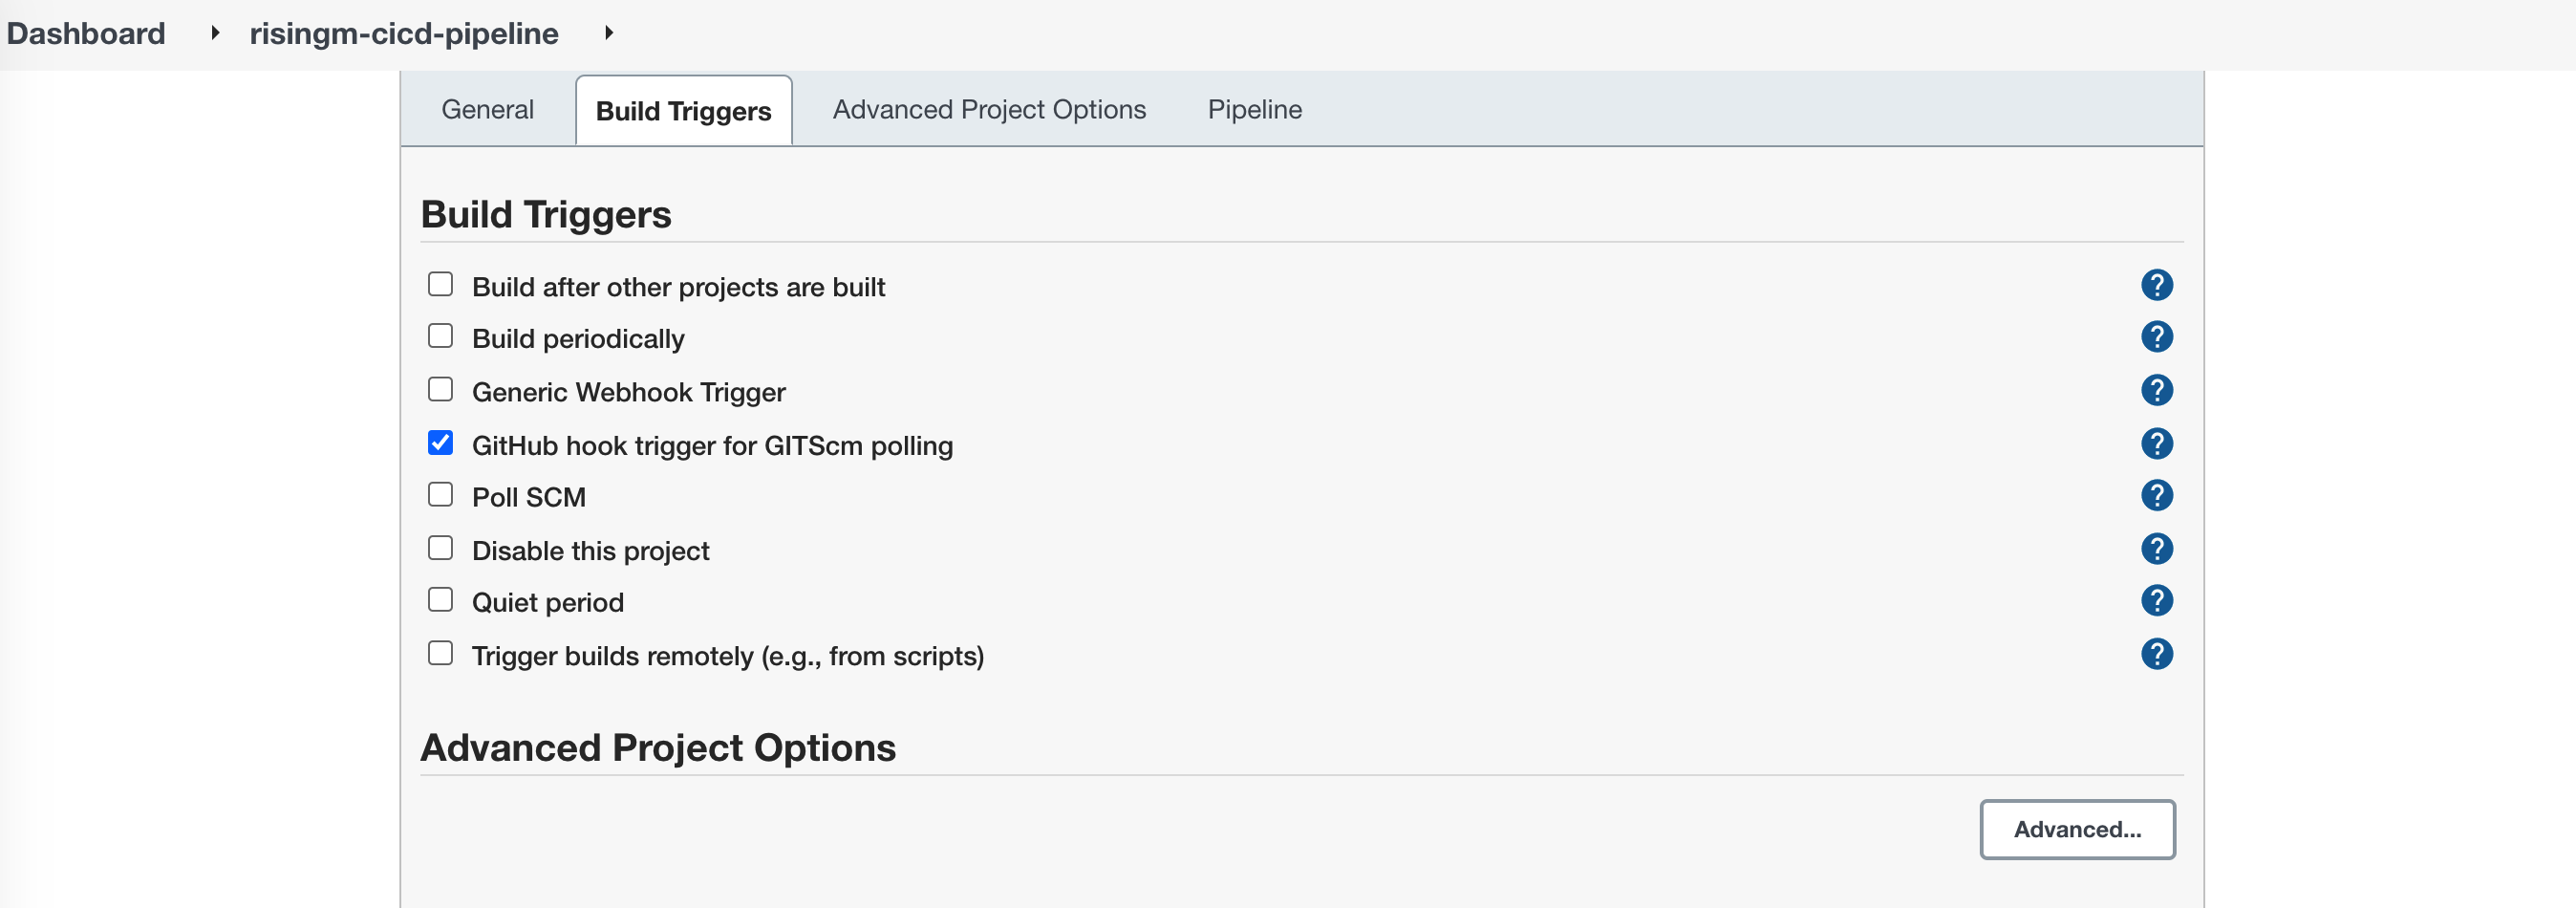 Dashboard risingm-cicd-pipeline
General Build Triggers Advanced Project Options Pipeline
Build Triggers
Build after other projects are built ?
Build periodically ?
Generic Webhook Trigger ?
GitHub hook trigger for GITScm polling ?
Poll SCM ?
Disable this project ?
Quiet period ?
Trigger builds remotely (e.g., from scripts) ?
Advanced Project Options
Advanced...